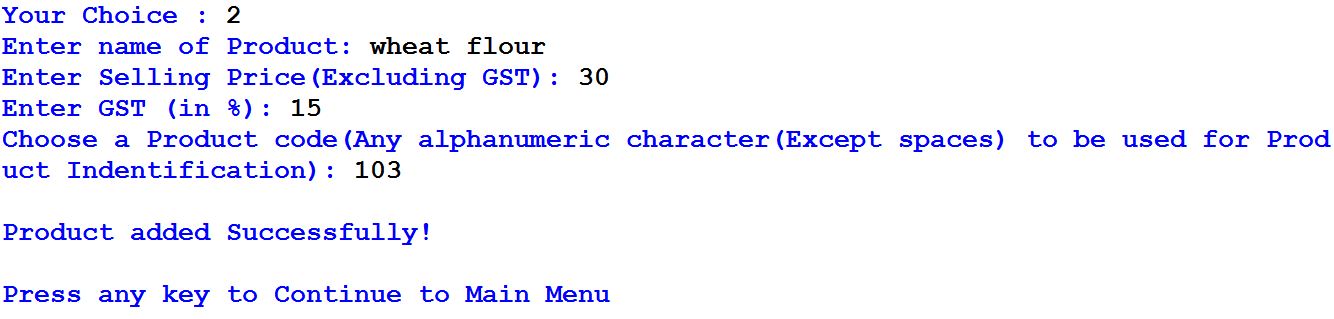 Your Choice : 2
Enter name of Product: wheat flour
Enter Selling Price(Excluding GST): 30
Enter GST (in %): 15
Choose a Product code(Any alphanumeric character(Except spaces) to be used for Prod
uct Indentification): 103
Product added Successfully!
Press any key to Continue to Main Menu